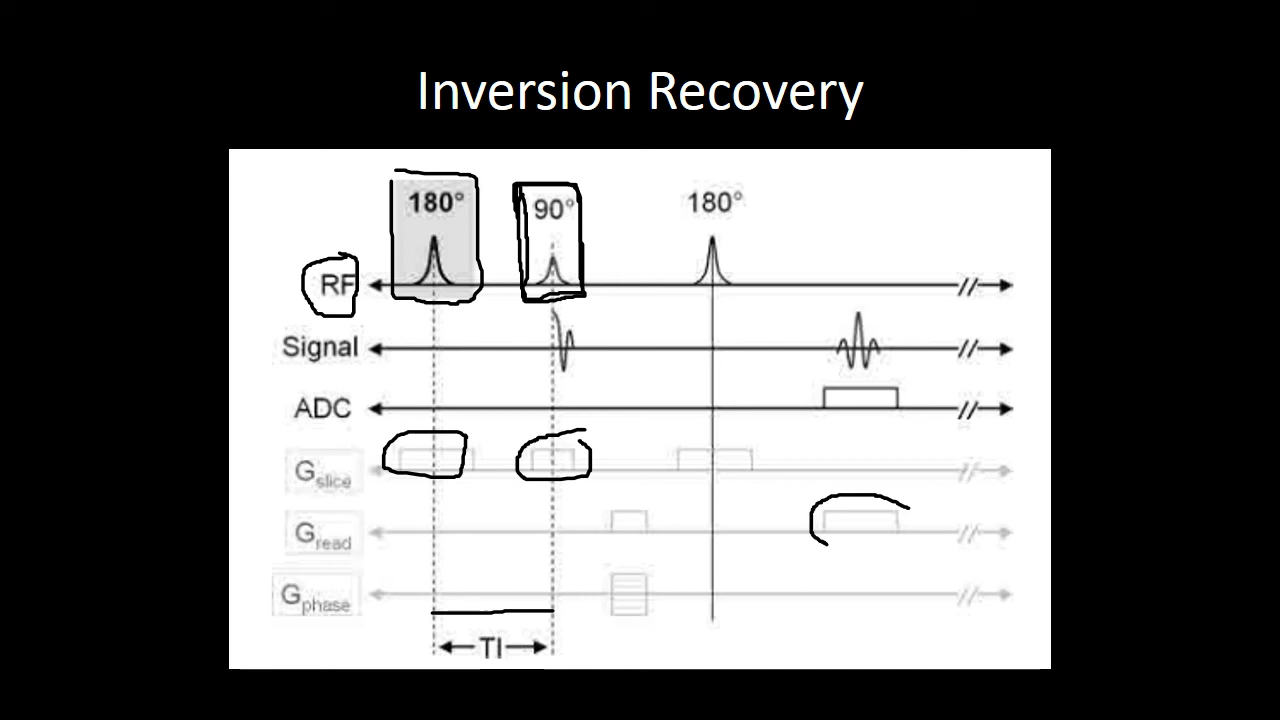 Inversion Recovery
180° 90° 180°
RF
Signal
ADC
Gslice
Gread
Gphase
TI